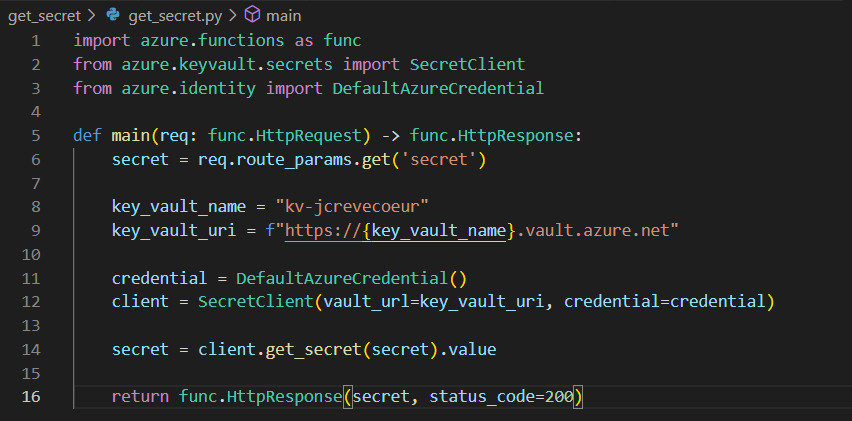 get_secret > get_secret.py > main
1 import azure.functions as func
2 from azure.keyvault.secrets import SecretClient
3 from azure.identity import DefaultAzureCredential
4
5 def main(req: func.HttpRequest) -> func.HttpResponse:
6     secret = req.route_params.get('secret')
7
8     key_vault_name = "kv-jcrevecoeur"
9     key_vault_uri = f"https://{key_vault_name}.vault.azure.net"
10
11     credential = DefaultAzureCredential()
12     client = SecretClient(vault_url=key_vault_uri, credential=credential)
13
14     secret = client.get_secret(secret).value
15
16     return func.HttpResponse(secret, status_code=200)